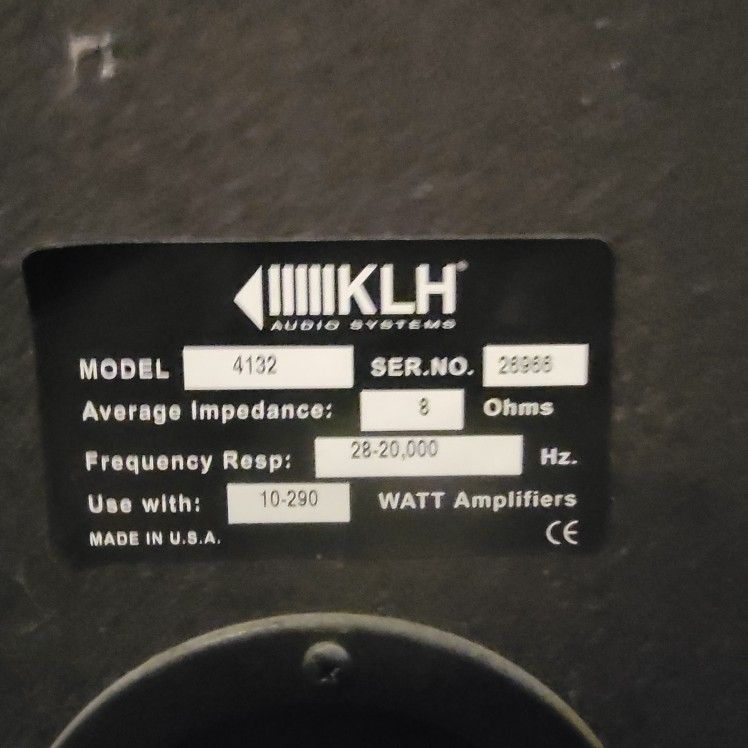 KLH®
AUDIO SYSTEMS
MODEL 4132 SER.NO.
Average Impedance: 8 Ohms
Frequency Resp: 28-20,000 Hz.
Use with: 10-290 WATT Amplifiers
MADE IN U.S.A. CE